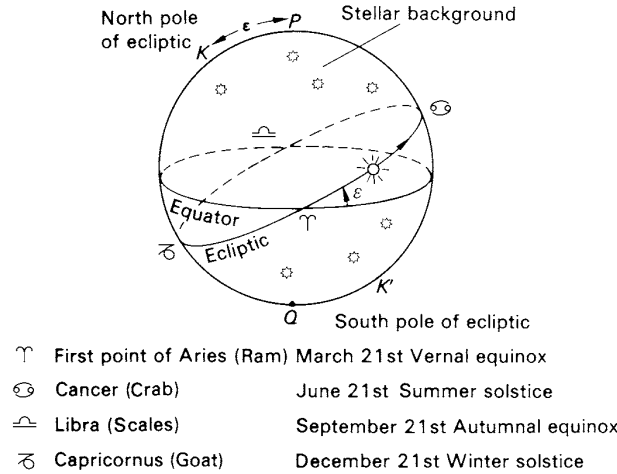 North pole
of ecliptic
K
ε
P
Stellar background
♋
♎
ε
Equator
♈
Ecliptic
♑
K'
Q
South pole of ecliptic
♈ First point of Aries (Ram) March 21st Vernal equinox
♋ Cancer (Crab) June 21st Summer solstice
♎ Libra (Scales) September 21st Autumnal equinox
♑ Capricornus (Goat) December 21st Winter solstice